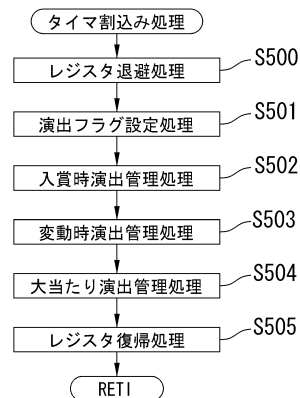 タイマ割込み処理
レジスタ退避処理 S500
演出フラグ設定処理 S501
入賞時演出管理処理 S502
変動時演出管理処理 S503
大当たり演出管理処理 S504
レジスタ復帰処理 S505
RETI